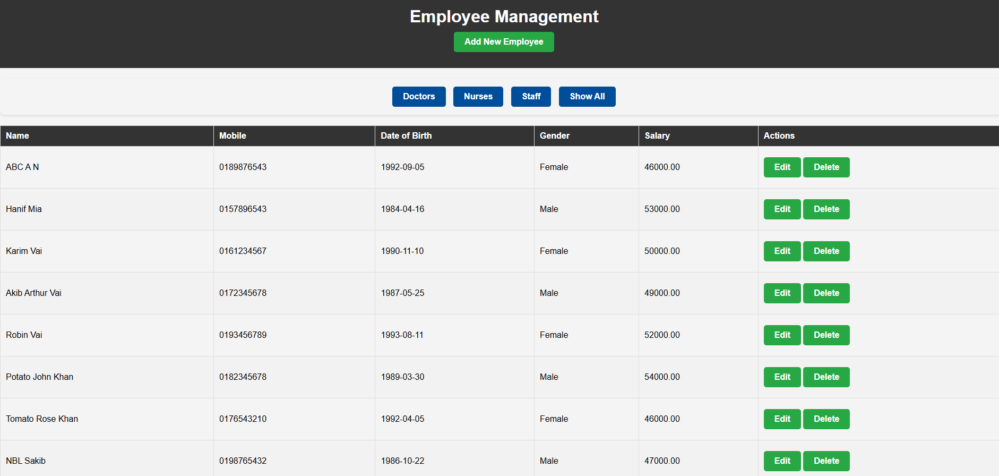 Employee Management
Add New Employee
Doctors Nurses Staff Show All
Name Mobile Date of Birth Gender Salary Actions
ABC A N 0189876543 1992-09-05 Female 46000.00 Edit Delete
Hanif Mia 0157896543 1984-04-16 Male 53000.00 Edit Delete
Karim Vai 0161234567 1990-11-10 Female 50000.00 Edit Delete
Akib Arthur Vai 0172345678 1987-05-25 Male 49000.00 Edit Delete
Robin Vai 0193456789 1993-08-11 Female 52000.00 Edit Delete
Potato John Khan 0182345678 1989-03-30 Male 54000.00 Edit Delete
Tomato Rose Khan 0176543210 1992-04-05 Female 46000.00 Edit Delete
NBL Sakib 0198765432 1986-10-22 Male 47000.00 Edit Delete